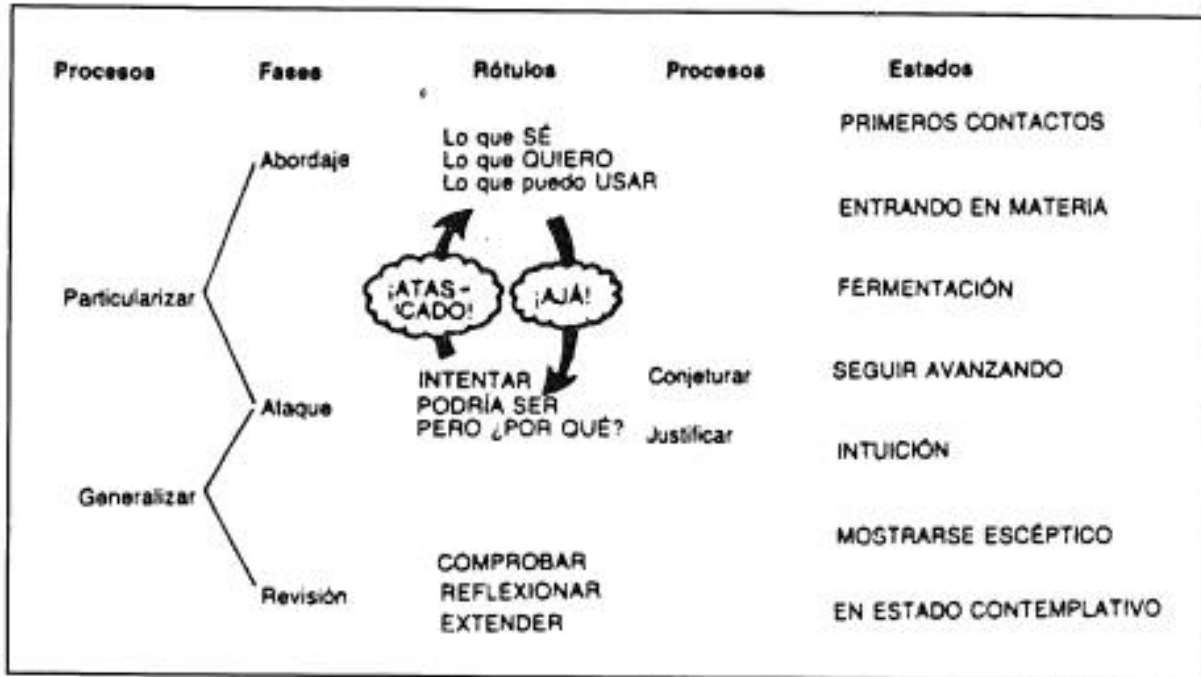 Procesos Fases Rótulos Procesos Estados
PRIMEROS CONTACTOS
Lo que SÉ
Abordaje Lo que QUIERO
Lo que puedo USAR
ENTRANDO EN MATERIA
Particularizar ¡ATAS- ¡AJÁ! FERMENTACIÓN
CADO!
INTENTAR Conjeturar SEGUIR AVANZANDO
Ataque PODRÍA SER
PERO ¿POR QUÉ? Justificar
INTUICIÓN
Generalizar
MOSTRARSE ESCÉPTICO
COMPROBAR
Revisión REFLEXIONAR EN ESTADO CONTEMPLATIVO
EXTENDER